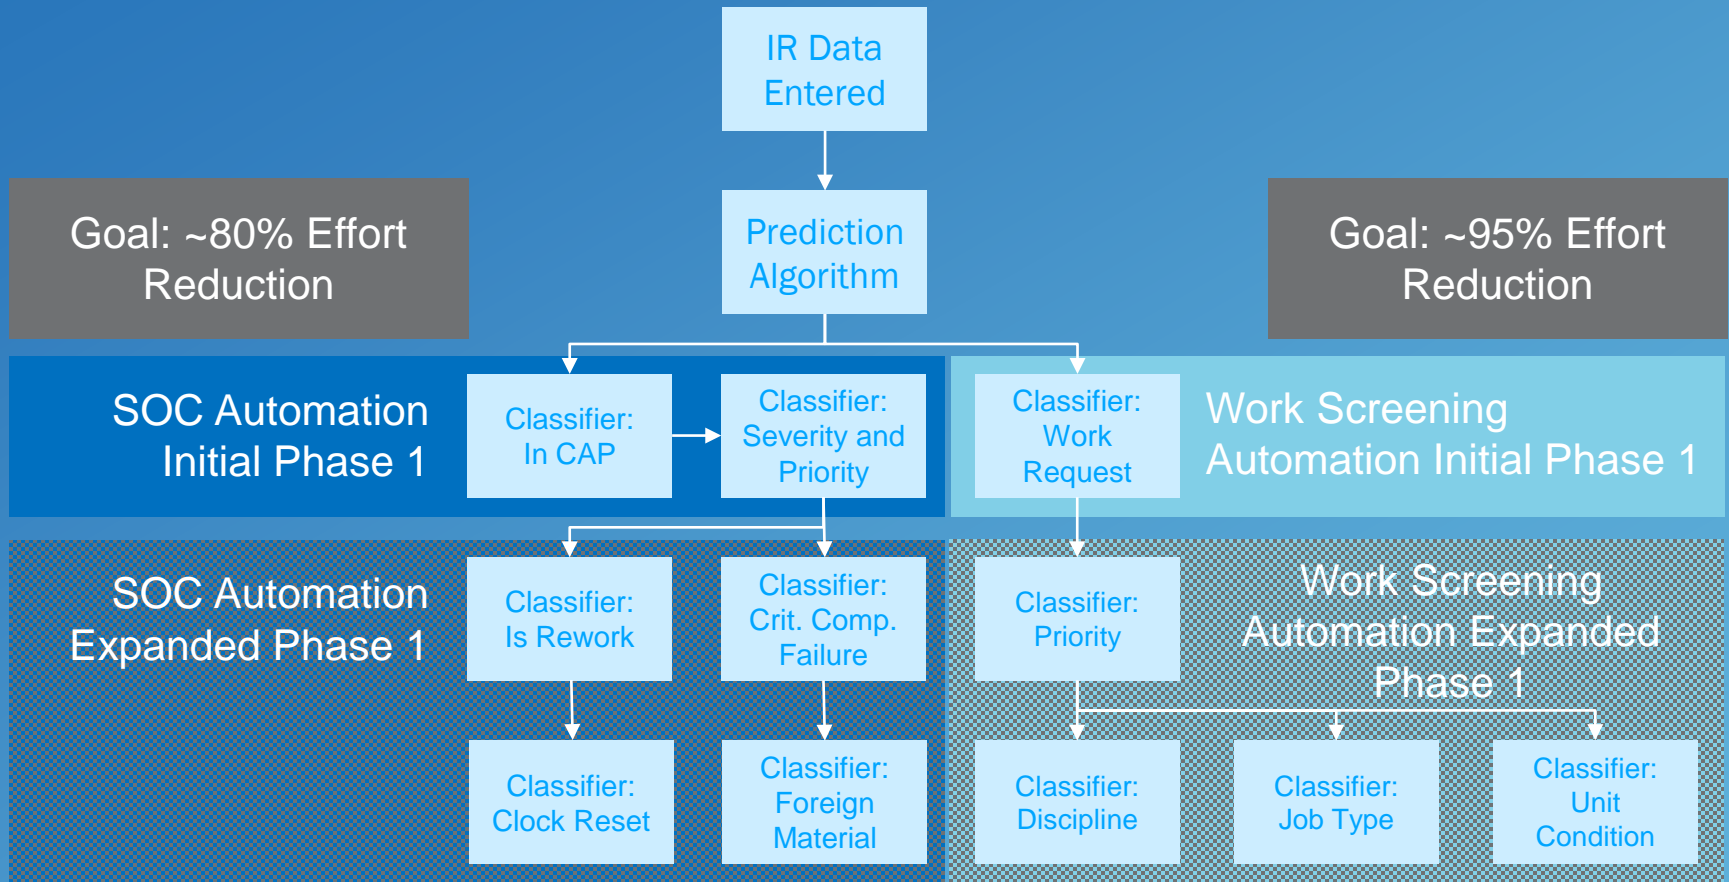 IR Data
Entered
Goal: ~80% Effort
Reduction
Prediction
Algorithm
Goal: ~95% Effort
Reduction
SOC Automation
Initial Phase 1
Classifier:
In CAP
Classifier:
Severity and
Priority
Classifier:
Work
Request
Work Screening
Automation Initial Phase 1
SOC Automation
Expanded Phase 1
Classifier:
Is Rework
Classifier:
Crit. Comp.
Failure
Classifier:
Priority
Work Screening
Automation Expanded
Phase 1
Classifier:
Clock Reset
Classifier:
Foreign
Material
Classifier:
Discipline
Classifier:
Job Type
Classifier:
Unit
Condition